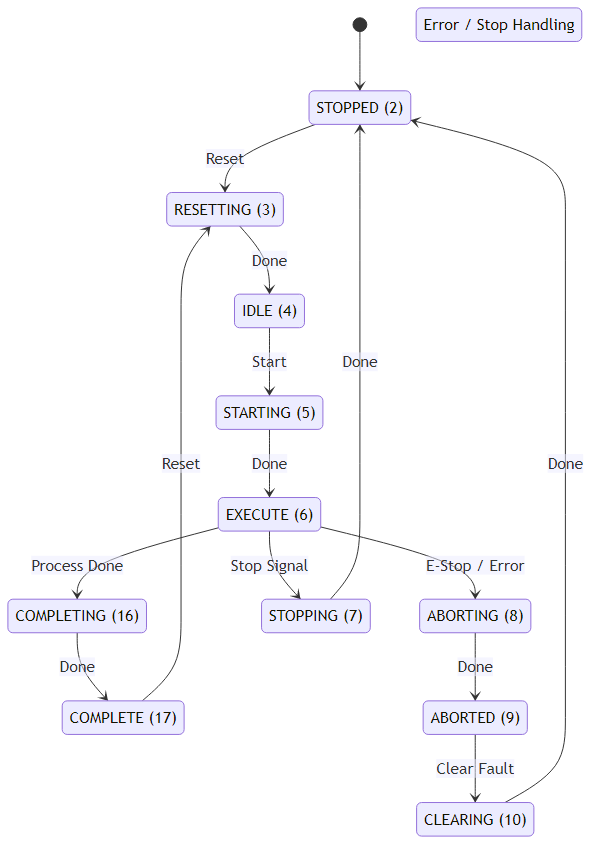 Error / Stop Handling
STOPPED (2)
Reset
RESETTING (3)
Done
IDLE (4)
Start
Done
STARTING (5)
Reset
Done
Done
EXECUTE (6)
Process Done
Stop Signal
E-Stop / Error
COMPLETING (16)
STOPPING (7)
ABORTING (8)
Done
Done
COMPLETE (17)
ABORTED (9)
Clear Fault
CLEARING (10)